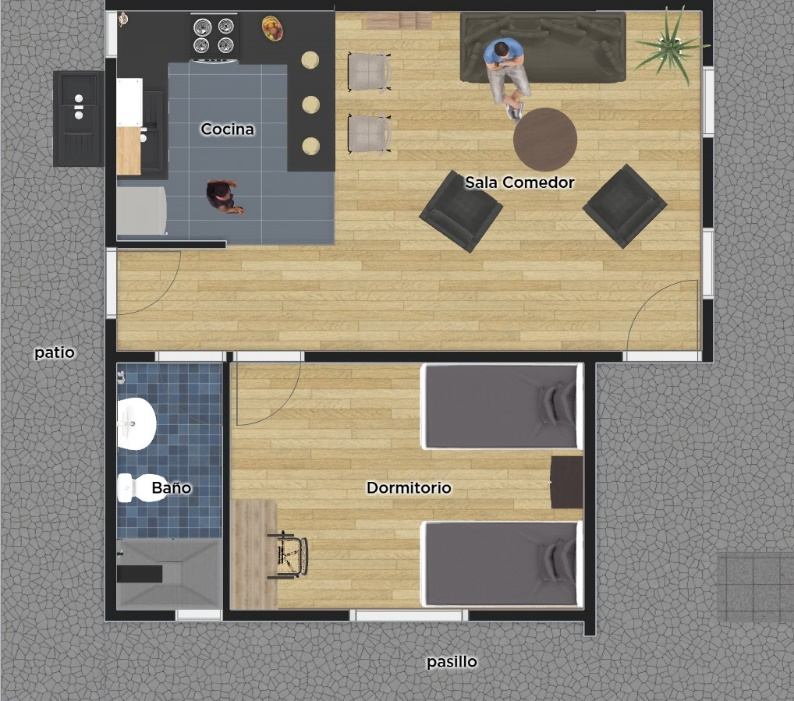 Cocina
Sala Comedor
patio
Baño
Dormitorio
pasillo